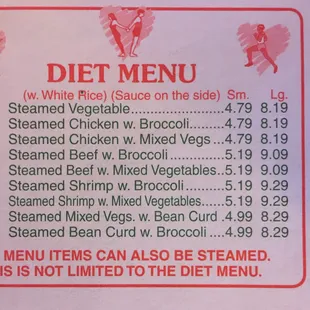 DIET MENU
(w. White Rice) (Sauce on the side) Sm. Lg.
Steamed Vegetable.......................4.79 8.19
Steamed Chicken w. Broccoli.........4.79 8.19
Steamed Chicken w. Mixed Vegs ...4.79 8.19
Steamed Beef w. Broccoli..............5.19 9.09
Steamed Beef w. Mixed Vegetables..5.19 9.09
Steamed Shrimp w. Broccoli..........5.19 9.29
Steamed Shrimp w. Mixed Vegetables......5.19 9.29
Steamed Mixed Vegs. w. Bean Curd .4.99 8.29
Steamed Bean Curd w. Broccoli ....4.99 8.29
MENU ITEMS CAN ALSO BE STEAMED.
IS IS NOT LIMITED TO THE DIET MENU.